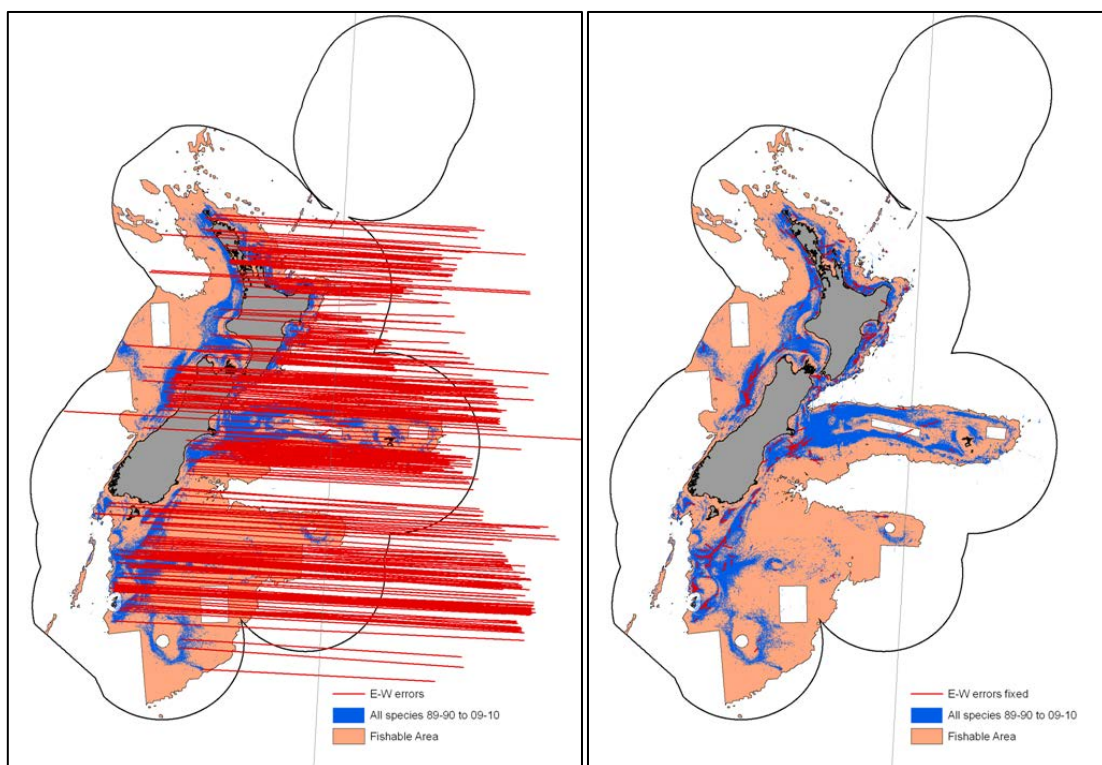 E-W errors
All species 89-90 to 09-10
Fishable Area
E-W errors fixed
All species 89-90 to 09-10
Fishable Area